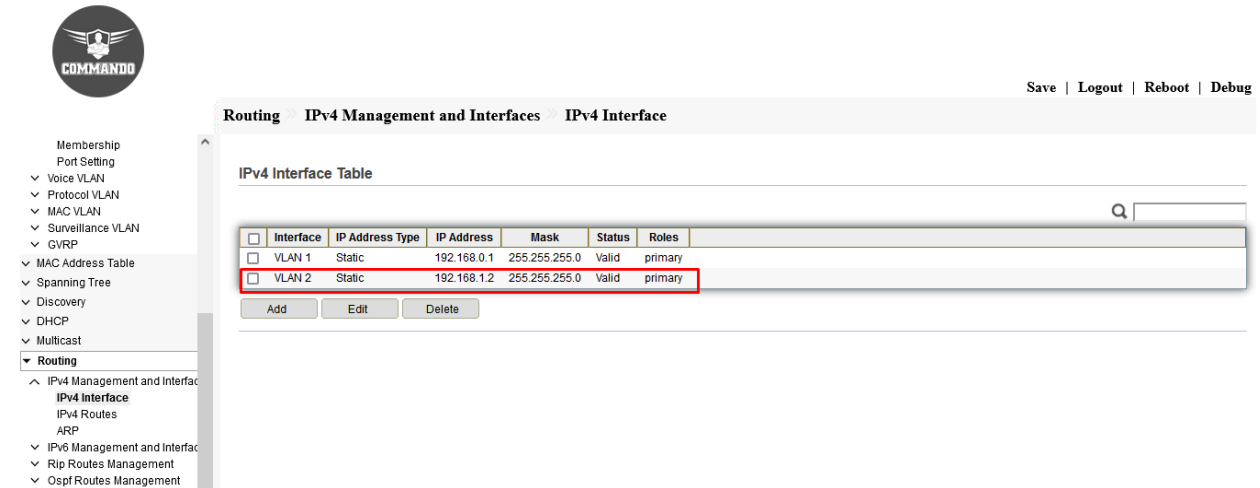 COMMANDO
Save | Logout | Reboot | Debug
Routing » IPv4 Management and Interfaces » IPv4 Interface
Membership
Port Setting
Voice VLAN
Protocol VLAN
MAC VLAN
Surveillance VLAN
GVRP
MAC Address Table
Spanning Tree
Discovery
DHCP
Multicast
Routing
IPv4 Management and Interfac
IPv4 Interface
IPv4 Routes
ARP
IPv6 Management and Interfac
Rip Routes Management
Ospf Routes Management
IPv4 Interface Table
Interface IP Address Type IP Address Mask Status Roles
VLAN 1 Static 192.168.0.1 255.255.255.0 Valid primary
VLAN 2 Static 192.168.1.2 255.255.255.0 Valid primary
Add Edit Delete